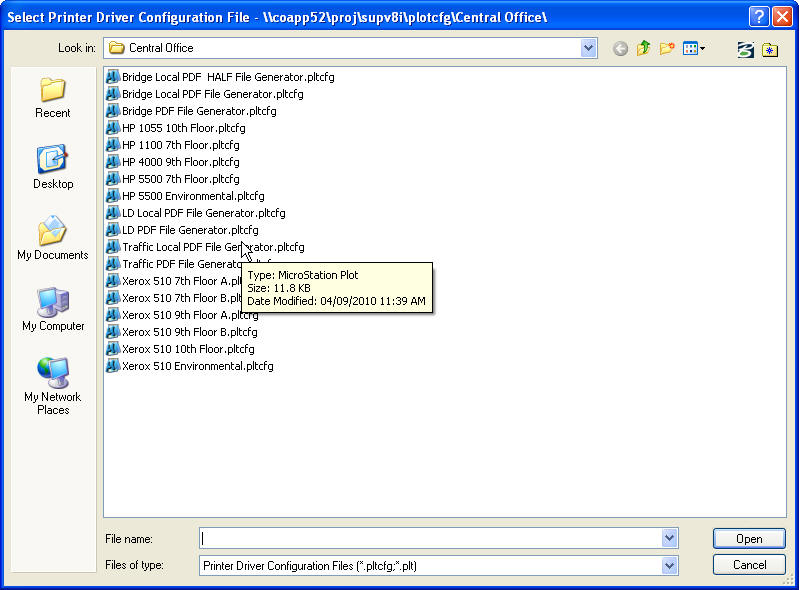 Select Printer Driver Configuration File - \\coapp52\proj\supv8i\plotcfg\Central Office\
Look in: Central Office
Recent
Desktop
My Documents
My Computer
My Network
Places
Bridge Local PDF  HALF File Generator.pltcfg
Bridge Local PDF File Generator.pltcfg
Bridge PDF File Generator.pltcfg
HP 1055 10th Floor.pltcfg
HP 1100 7th Floor.pltcfg
HP 4000 9th Floor.pltcfg
HP 5500 7th Floor.pltcfg
HP 5500 Environmental.pltcfg
LD Local PDF File Generator.pltcfg
LD PDF File Generator.pltcfg
Traffic Local PDF File Generator.pltcfg
Traffic PDF File Generator
Xerox 510 7th Floor A.pl
Xerox 510 7th Floor B.pl
Xerox 510 9th Floor A.pltcfg
Xerox 510 9th Floor B.pltcfg
Xerox 510 10th Floor.pltcfg
Xerox 510 Environmental.pltcfg
Type: MicroStation Plot
Size: 11.8 KB
Date Modified: 04/09/2010 11:39 AM
File name:
Open
Files of type: Printer Driver Configuration Files (*.pltcfg;*.plt)
Cancel